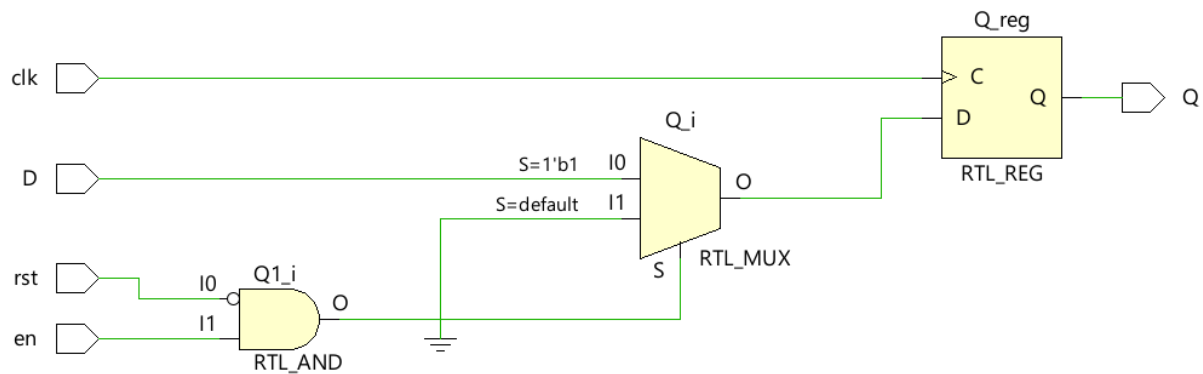 Q_reg
clk
C
Q
Q
D
RTL_REG
Q_i
D
S=1'b1
I0
O
S=default
I1
S
RTL_MUX
rst
I0
Q1_i
O
en
I1
RTL_AND